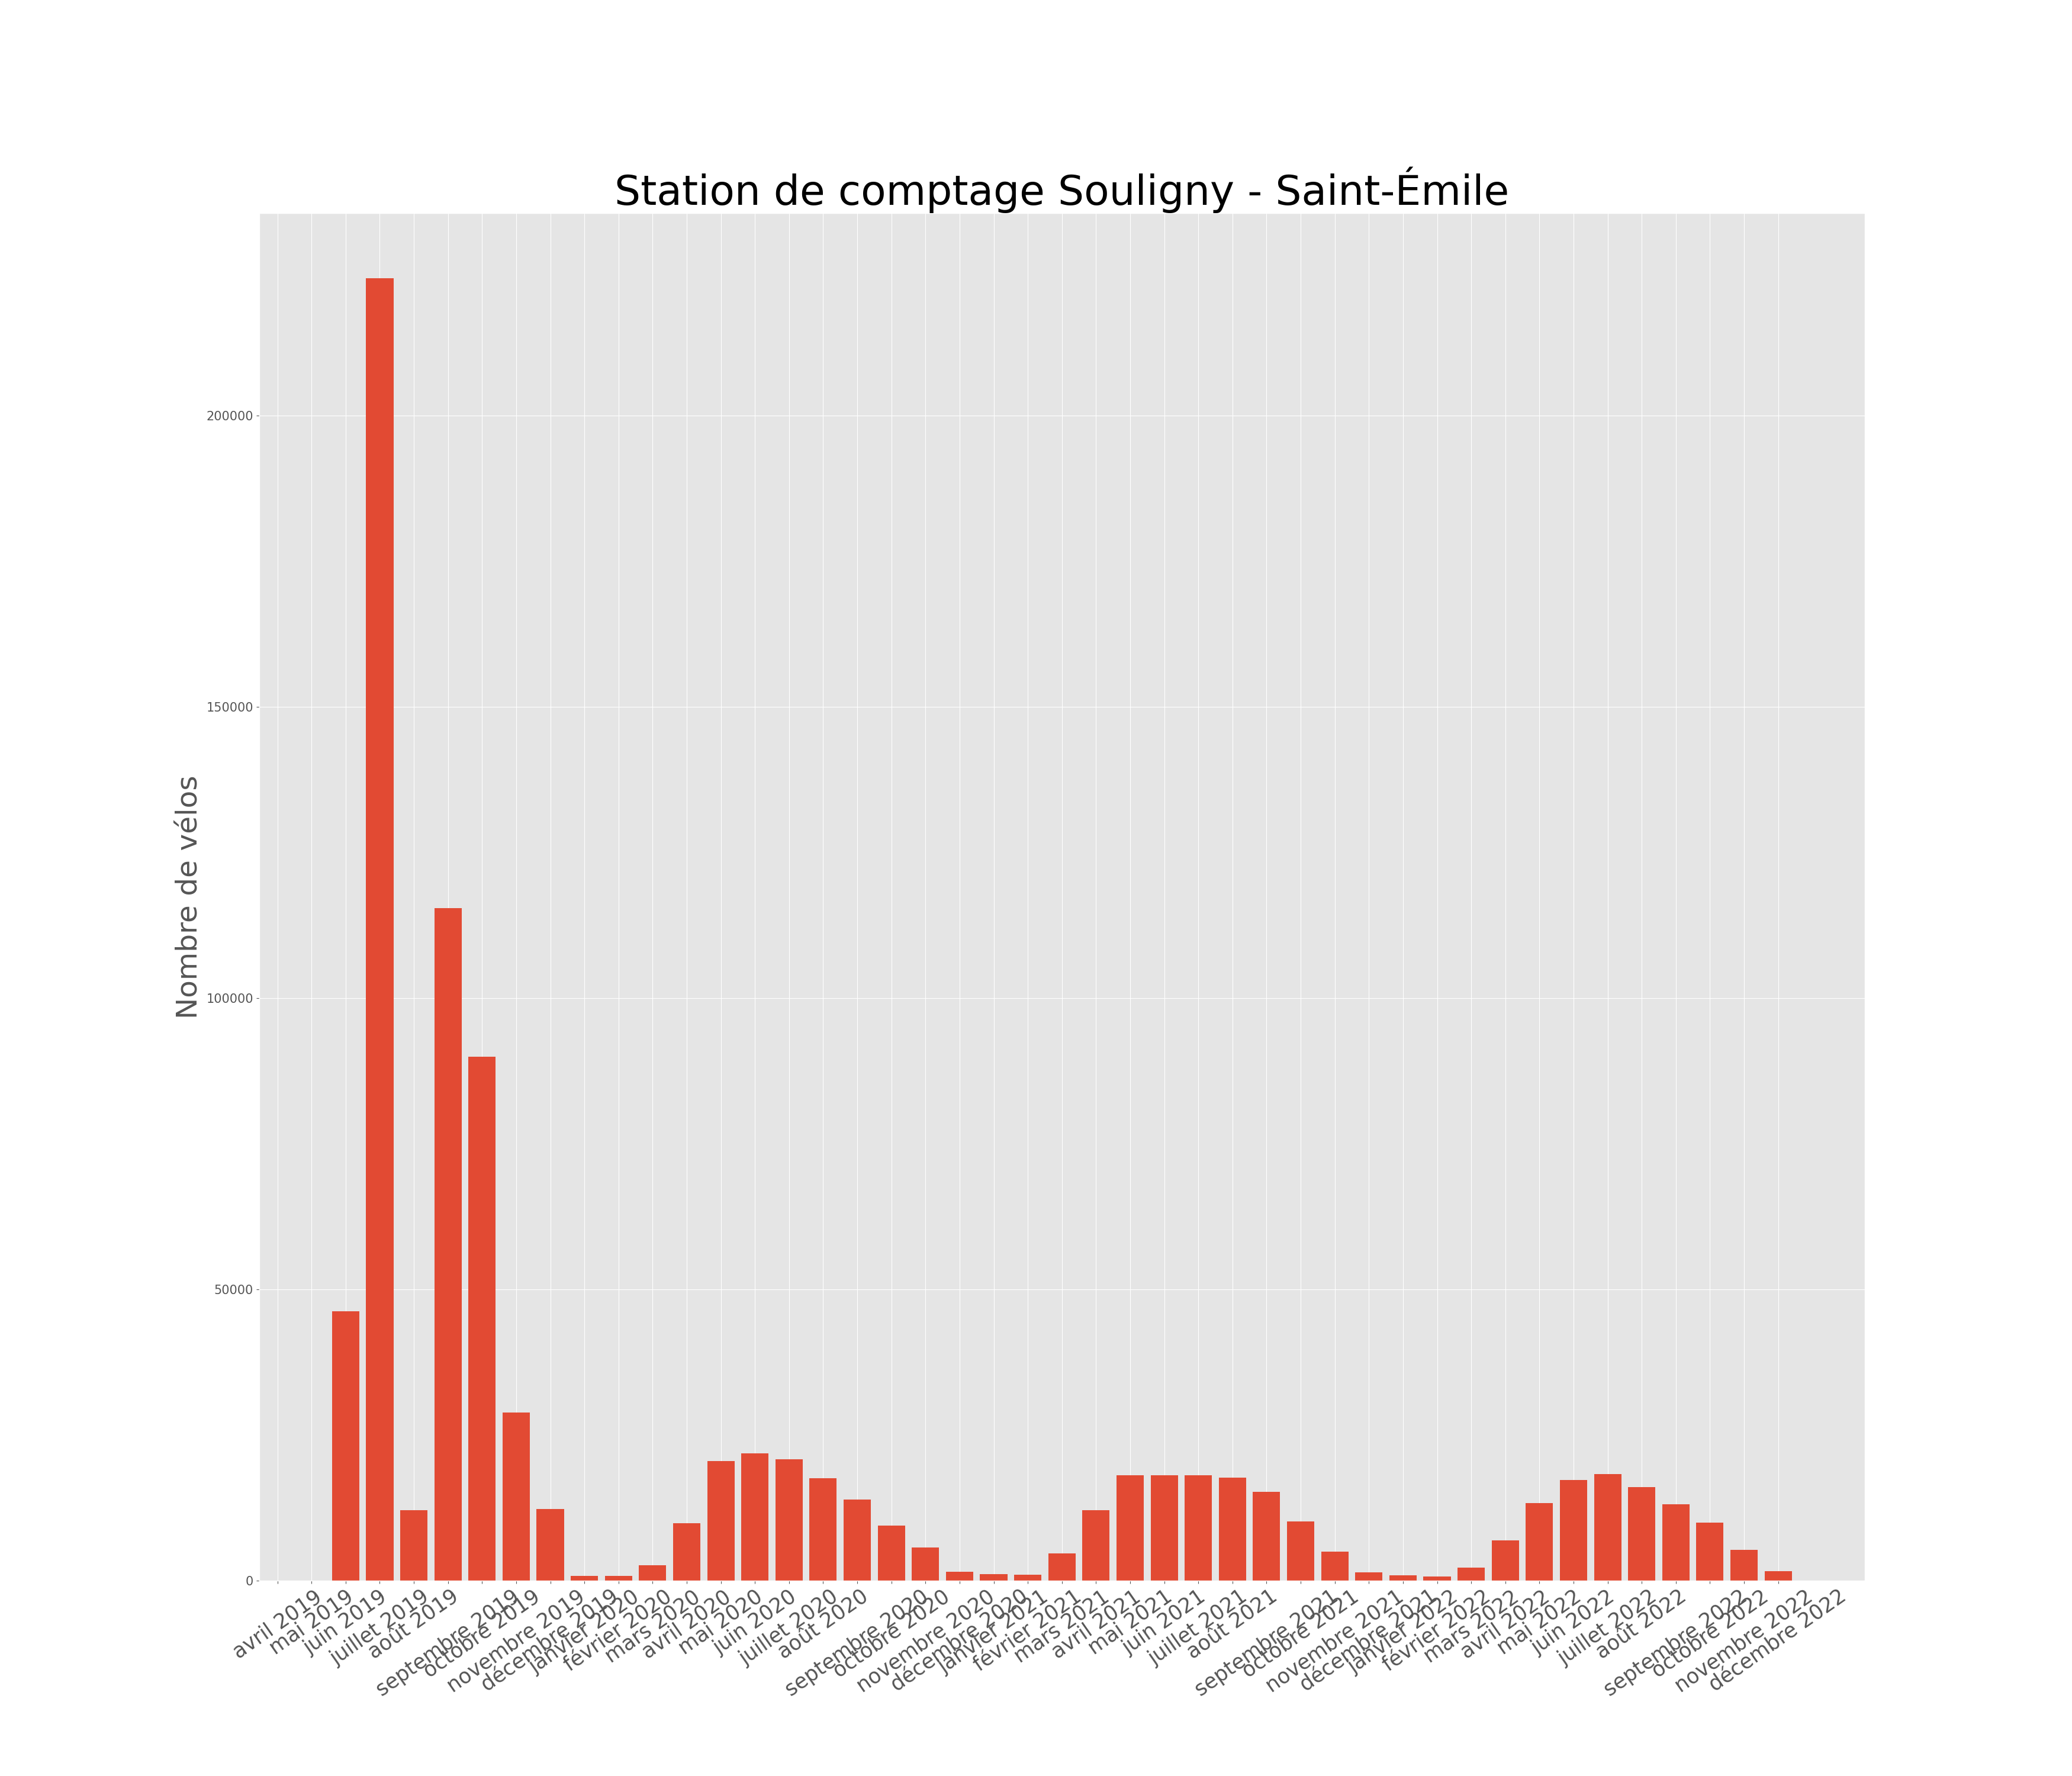 Station de comptage Souligny - Saint-Émile
Nombre de vélos
200000
150000
100000
50000
0
avril 2019
mai 2019
juin 2019
juillet 2019
août 2019
septembre 2019
octobre 2019
novembre 2019
décembre 2019
janvier 2020
février 2020
mars 2020
avril 2020
mai 2020
juin 2020
juillet 2020
août 2020
septembre 2020
octobre 2020
novembre 2020
décembre 2020
janvier 2021
février 2021
mars 2021
avril 2021
mai 2021
juin 2021
juillet 2021
août 2021
septembre 2021
octobre 2021
novembre 2021
décembre 2021
janvier 2022
février 2022
mars 2022
avril 2022
mai 2022
juin 2022
juillet 2022
août 2022
septembre 2022
octobre 2022
novembre 2022
décembre 2022